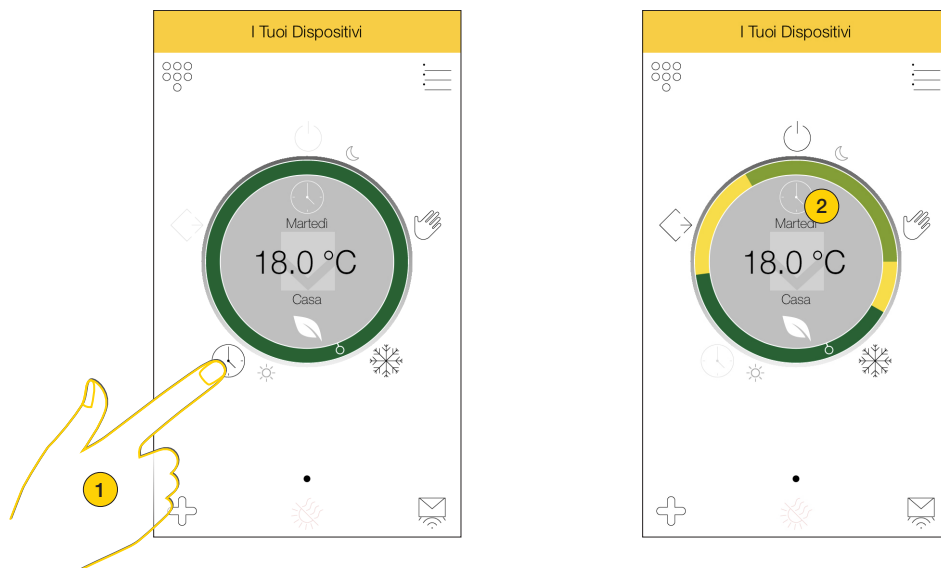 I Tuoi Dispositivi
Martedì
18.0 °C
Casa
1
I Tuoi Dispositivi
2
Martedì
18.0 °C
Casa